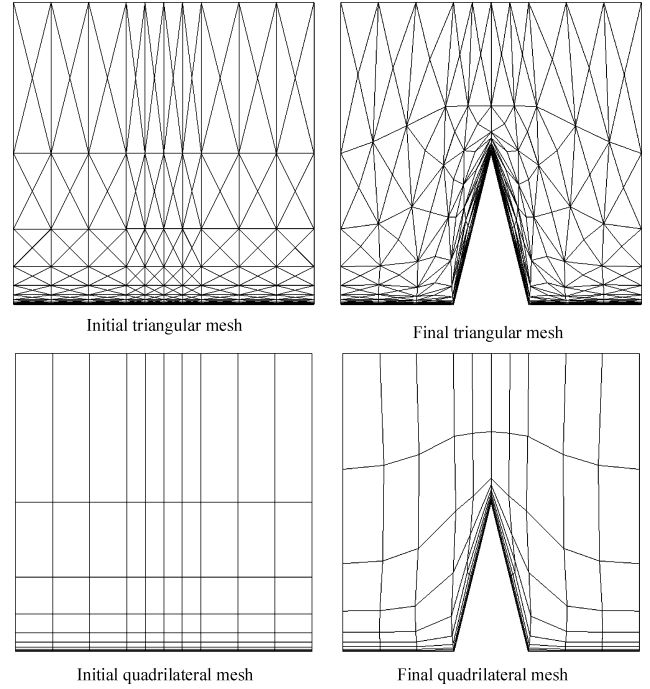 Initial triangular mesh
Final triangular mesh
Initial quadrilateral mesh
Final quadrilateral mesh